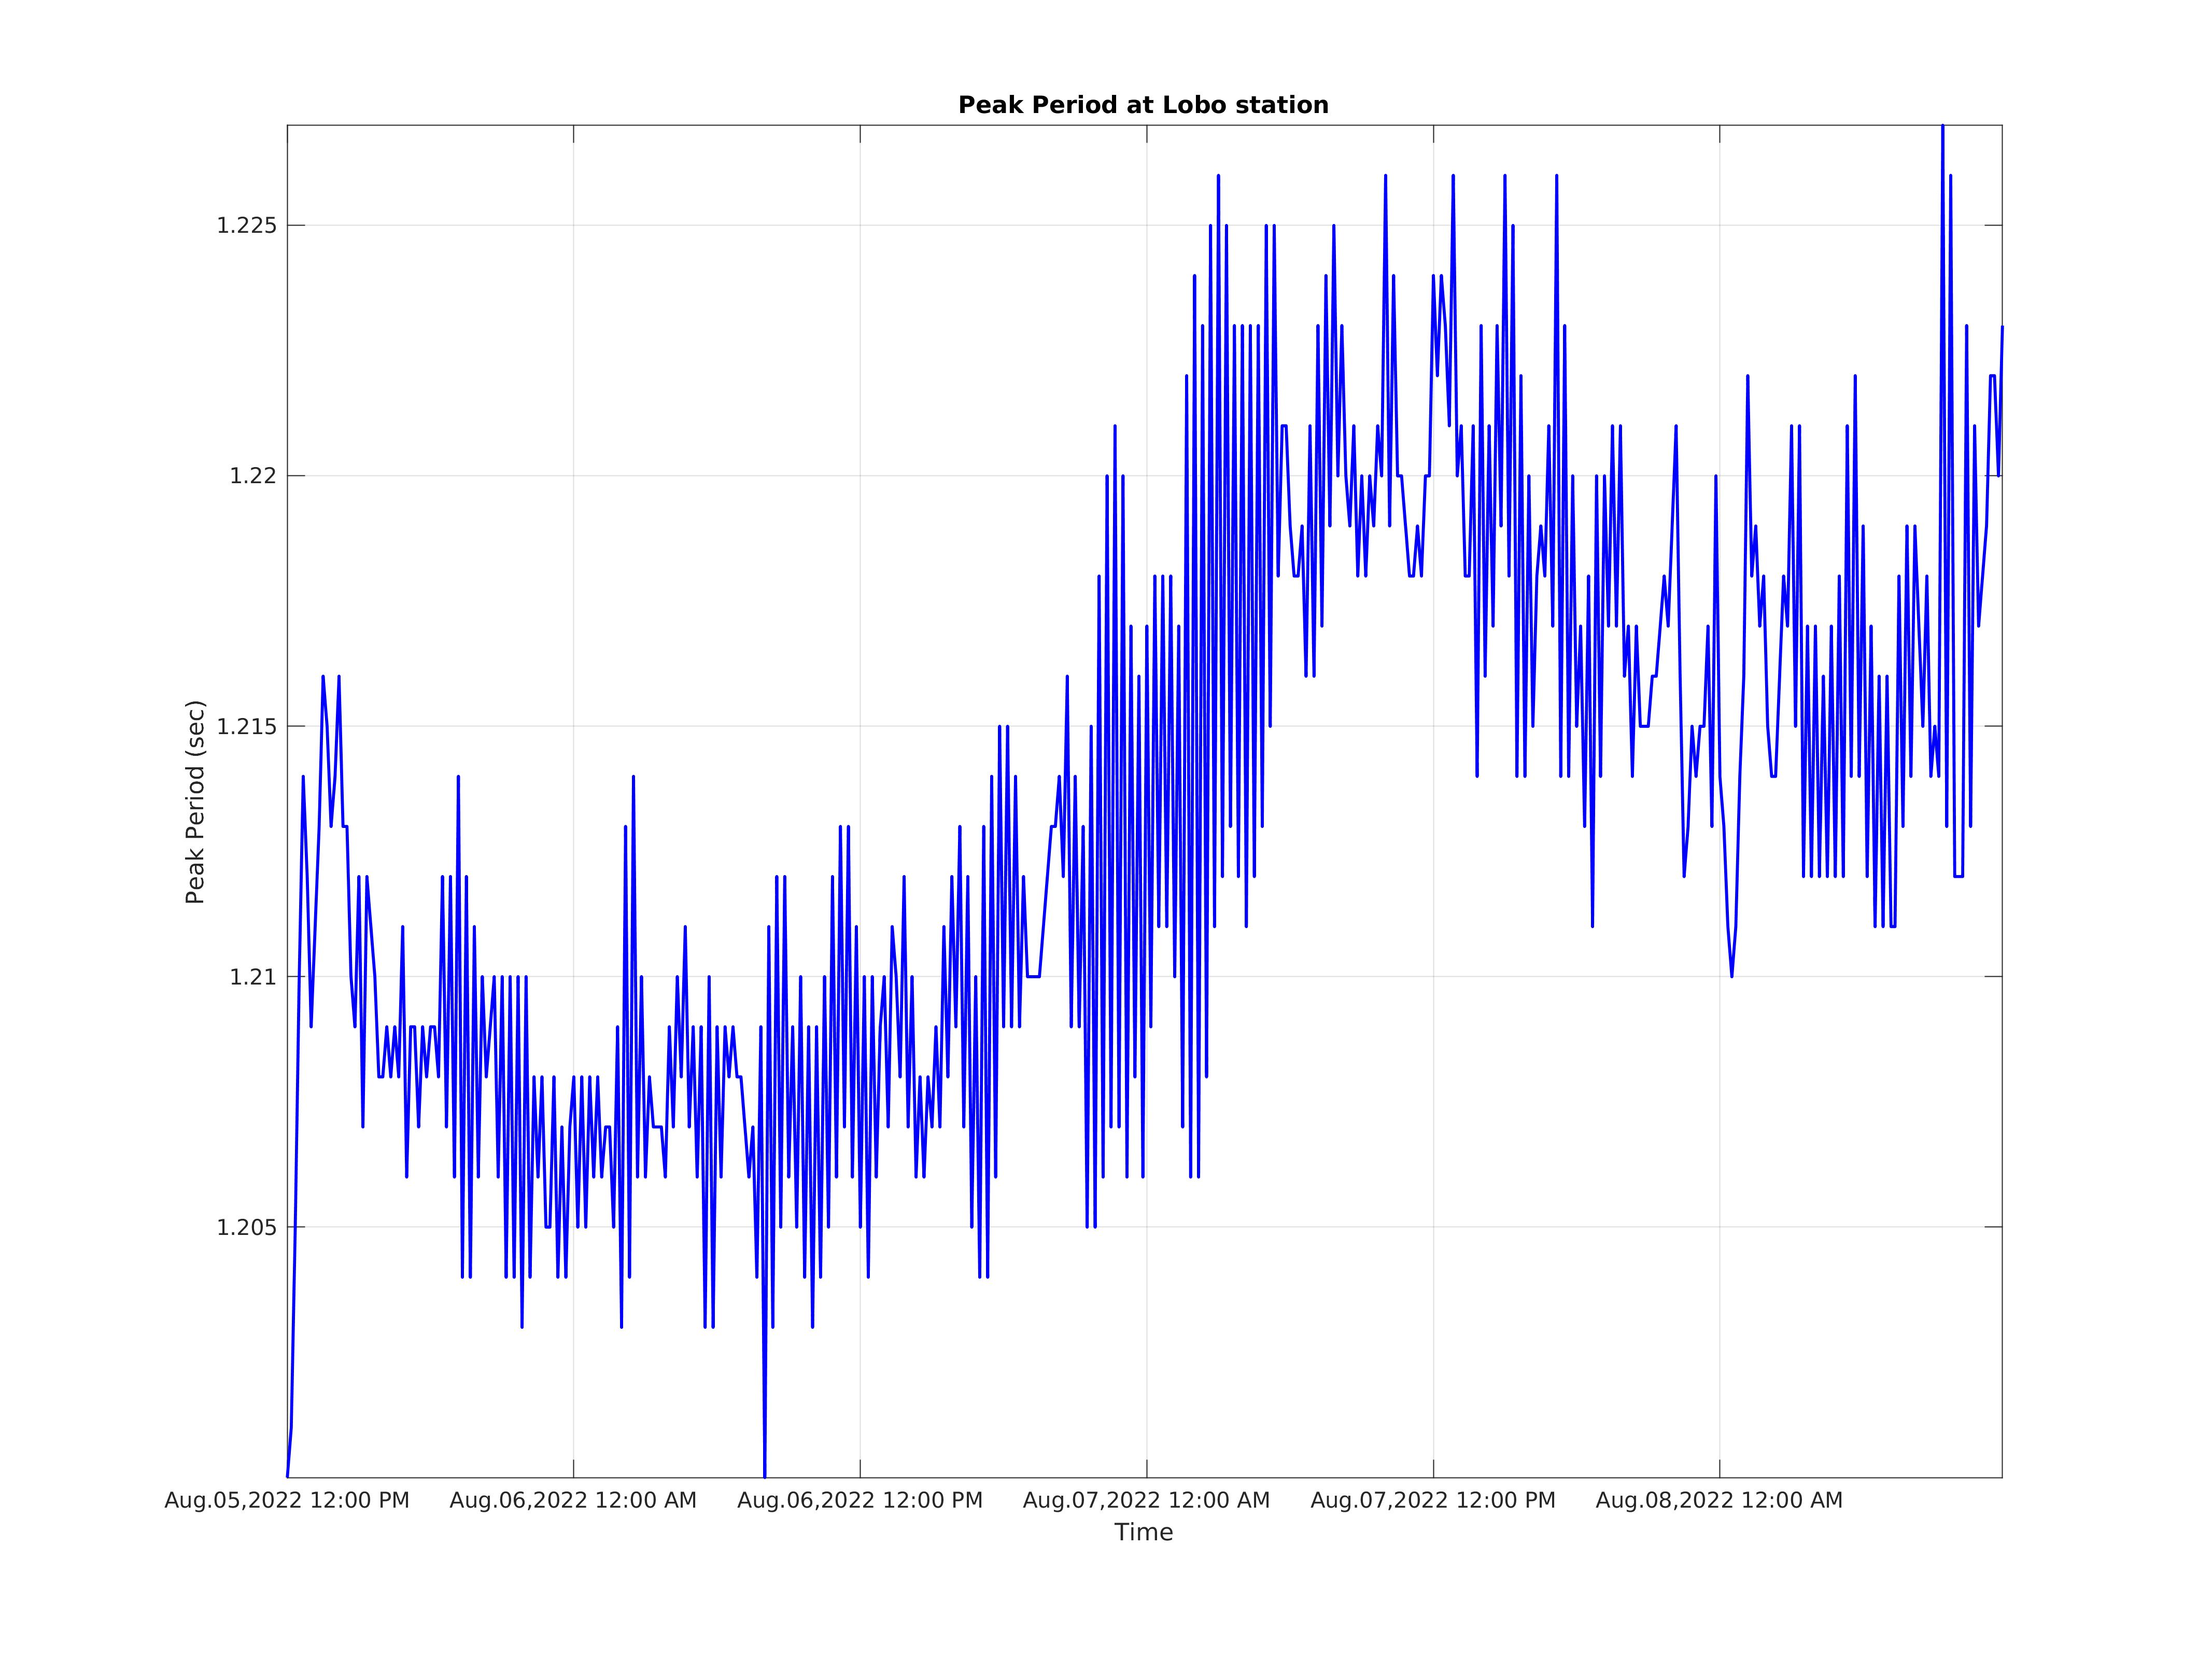 Peak Period at Lobo station
1.225
1.22
1.215
1.21
1.205
Peak Period (sec)
Aug.05,2022 12:00 PM Aug.06,2022 12:00 AM Aug.06,2022 12:00 PM Aug.07,2022 12:00 AM Aug.07,2022 12:00 PM Aug.08,2022 12:00 AM
Time